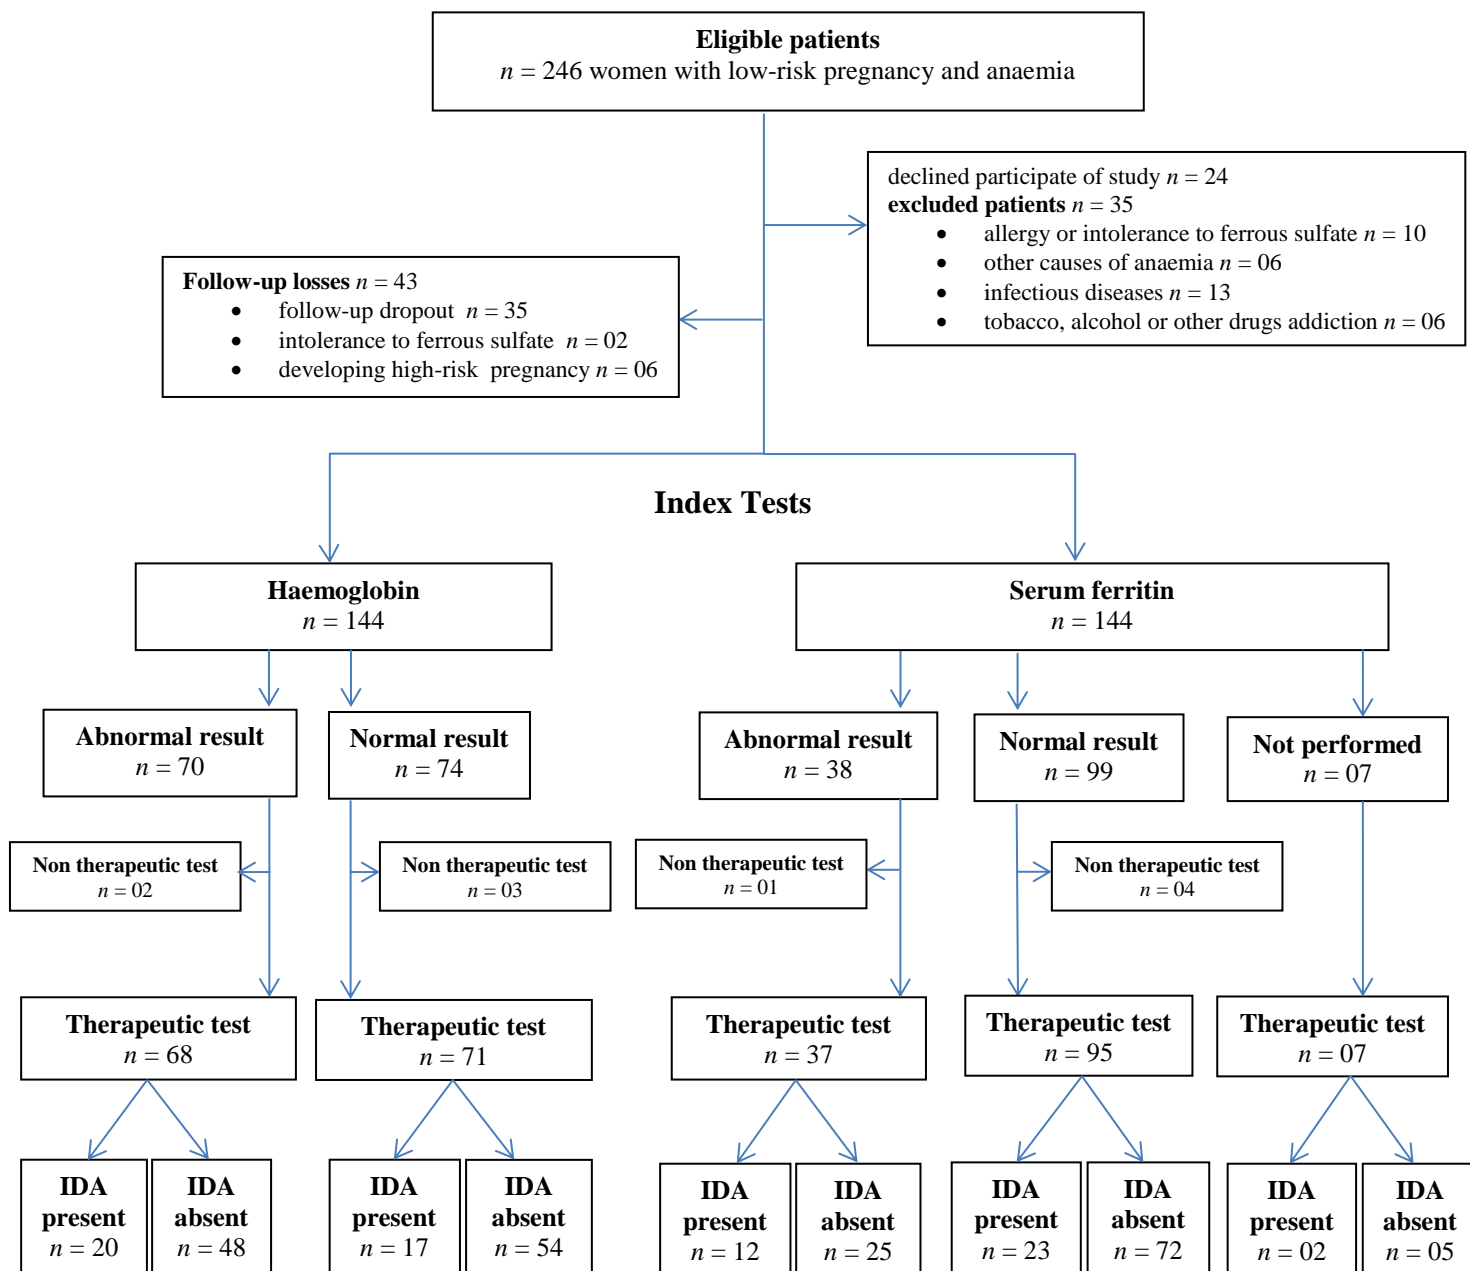 Eligible patients
n = 246 women with low-risk pregnancy and anaemia
declined participate of study n = 24
excluded patients n = 35
• allergy or intolerance to ferrous sulfate n = 10
• other causes of anaemia n = 06
• infectious diseases n = 13
• tobacco, alcohol or other drugs addiction n = 06
Follow-up losses n = 43
• follow-up dropout n = 35
• intolerance to ferrous sulfate n = 02
• developing high-risk pregnancy n = 06
Index Tests
Haemoglobin
n = 144
Serum ferritin
n = 144
Abnormal result
n = 70
Normal result
n = 74
Abnormal result
n = 38
Normal result
n = 99
Not performed
n = 07
Non therapeutic test
n = 02
Non therapeutic test
n = 03
Non therapeutic test
n = 01
Non therapeutic test
n = 04
Therapeutic test
n = 68
Therapeutic test
n = 71
Therapeutic test
n = 37
Therapeutic test
n = 95
Therapeutic test
n = 07
IDA
present
n = 20
IDA
absent
n = 48
IDA
present
n = 17
IDA
absent
n = 54
IDA
present
n = 12
IDA
absent
n = 25
IDA
present
n = 23
IDA
absent
n = 72
IDA
present
n = 02
IDA
absent
n = 05